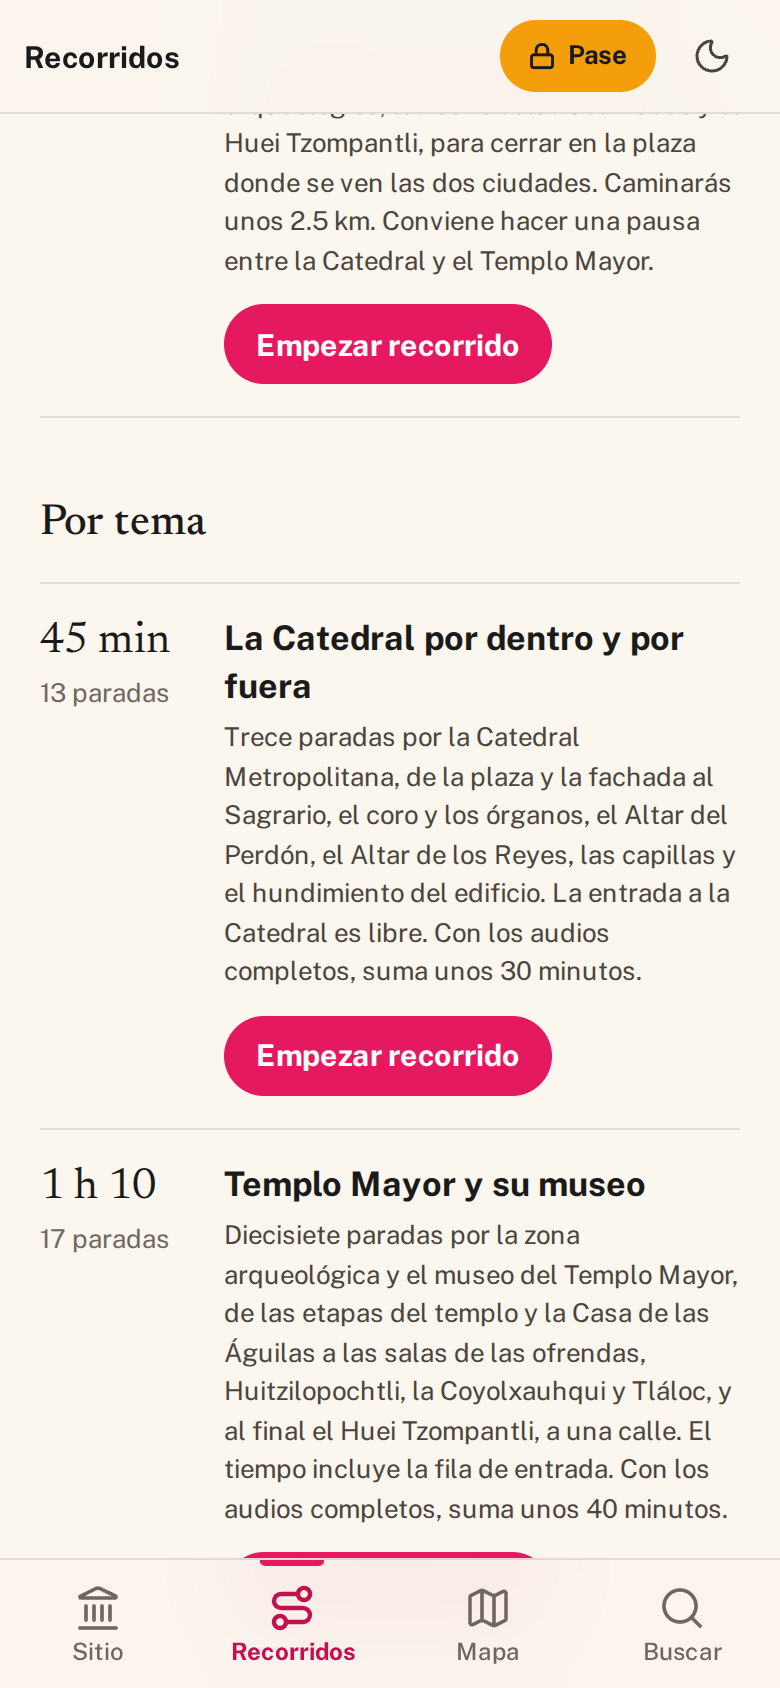 Recorridos
Pase
Huei Tzompantli, para cerrar en la plaza
donde se ven las dos ciudades. Caminarás
unos 2.5 km. Conviene hacer una pausa
entre la Catedral y el Templo Mayor.
Empezar recorrido
Por tema
45 min
13 paradas
La Catedral por dentro y por
fuera
Trece paradas por la Catedral
Metropolitana, de la plaza y la fachada al
Sagrario, el coro y los órganos, el Altar del
Perdón, el Altar de los Reyes, las capillas y
el hundimiento del edificio. La entrada a la
Catedral es libre. Con los audios
completos, suma unos 30 minutos.
Empezar recorrido
1 h 10
17 paradas
Templo Mayor y su museo
Diecisiete paradas por la zona
arqueológica y el museo del Templo Mayor,
de las etapas del templo y la Casa de las
Águilas a las salas de las ofrendas,
Huitzilopochtli, la Coyolxauhqui y Tláloc, y
al final el Huei Tzompantli, a una calle. El
tiempo incluye la fila de entrada. Con los
audios completos, suma unos 40 minutos.
Sitio
Recorridos
Mapa
Buscar